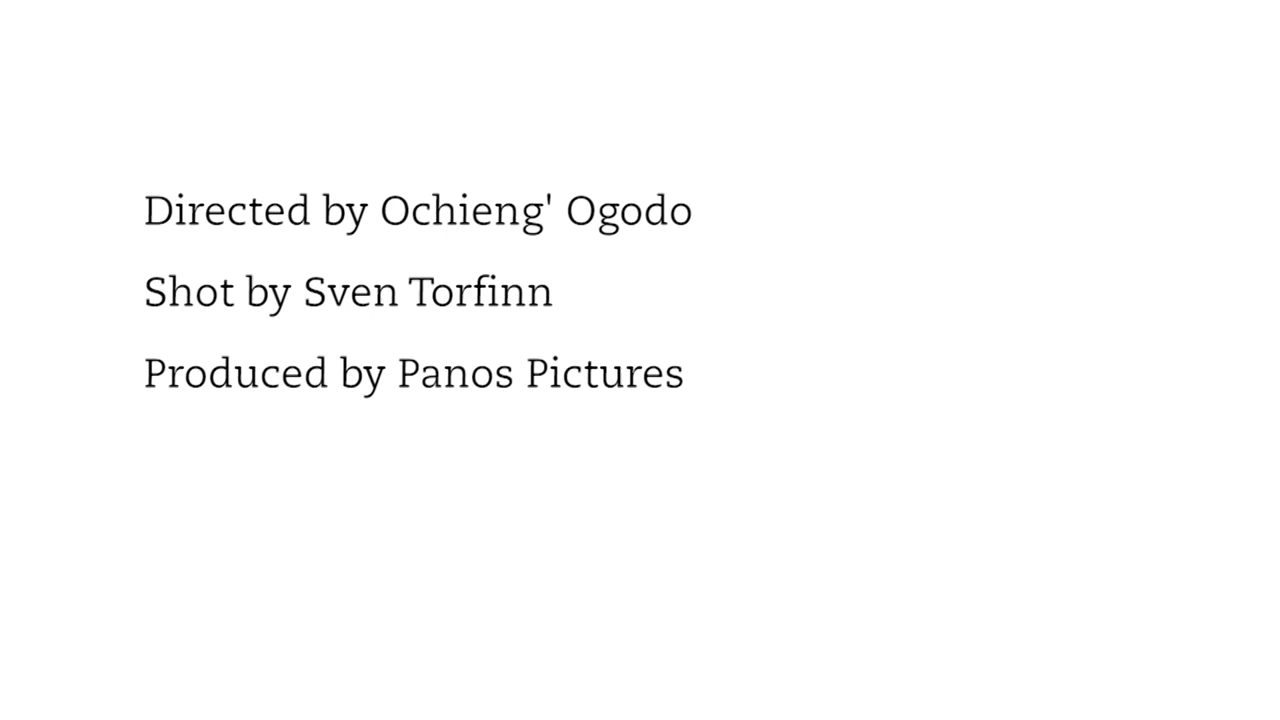 Directed by Ochieng' Ogodo
Shot by Sven Torfinn
Produced by Panos Pictures